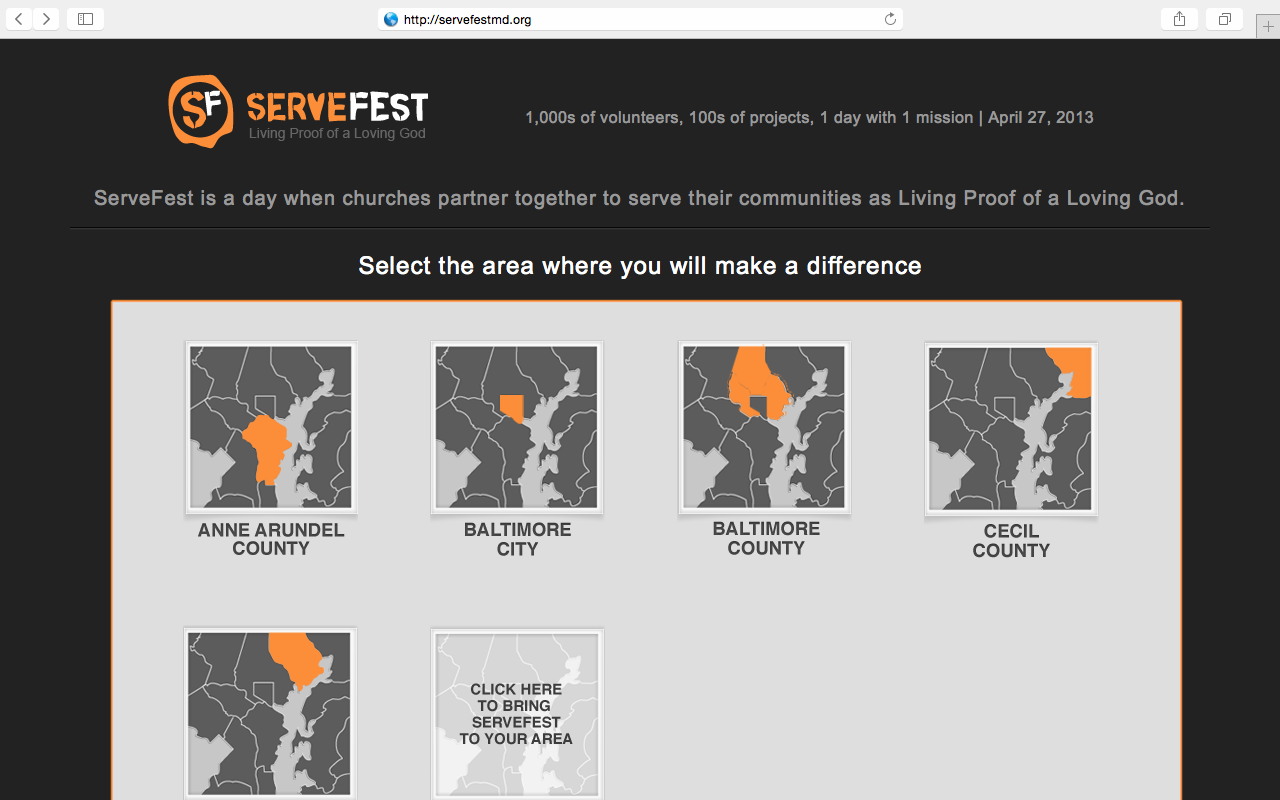 http://servefestmd.org
SF SERVEFEST
Living Proof of a Loving God
1,000s of volunteers, 100s of projects, 1 day with 1 mission | April 27, 2013
ServeFest is a day when churches partner together to serve their communities as Living Proof of a Loving God.
Select the area where you will make a difference
ANNE ARUNDEL
COUNTY
BALTIMORE
CITY
BALTIMORE
COUNTY
CECIL
COUNTY
CLICK HERE
TO BRING
SERVEFEST
TO YOUR AREA